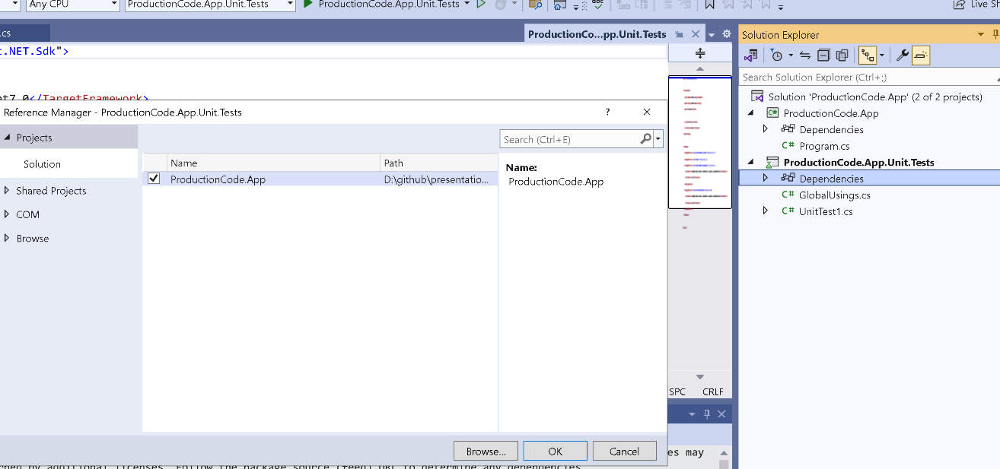 Any CPU
ProductionCode.App.Unit.Tests
ProductionCode.App.Unit.Tests
Live
.cs
ProductionCo...pp.Unit.Tests
Solution Explorer
.NET.Sdk">
Search Solution Explorer (Ctrl+;)
</TargetFramework>
Reference Manager - ProductionCode.App.Unit.Tests
?
Projects
Solution
Shared Projects
COM
Browse
Search (Ctrl+E)
Name
Path
ProductionCode.App
D:\github\presentatio...
Name:
ProductionCode.App
Browse...
OK
Cancel
SPC
CRLF
Solution 'ProductionCode.App' (2 of 2 projects)
C# ProductionCode.App
Dependencies
C# Program.cs
ProductionCode.App.Unit.Tests
Dependencies
C# GlobalUsings.cs
C# UnitTest1.cs
es may
by additional licenses. Follow the package source (feed) URL to determine any dependencies.